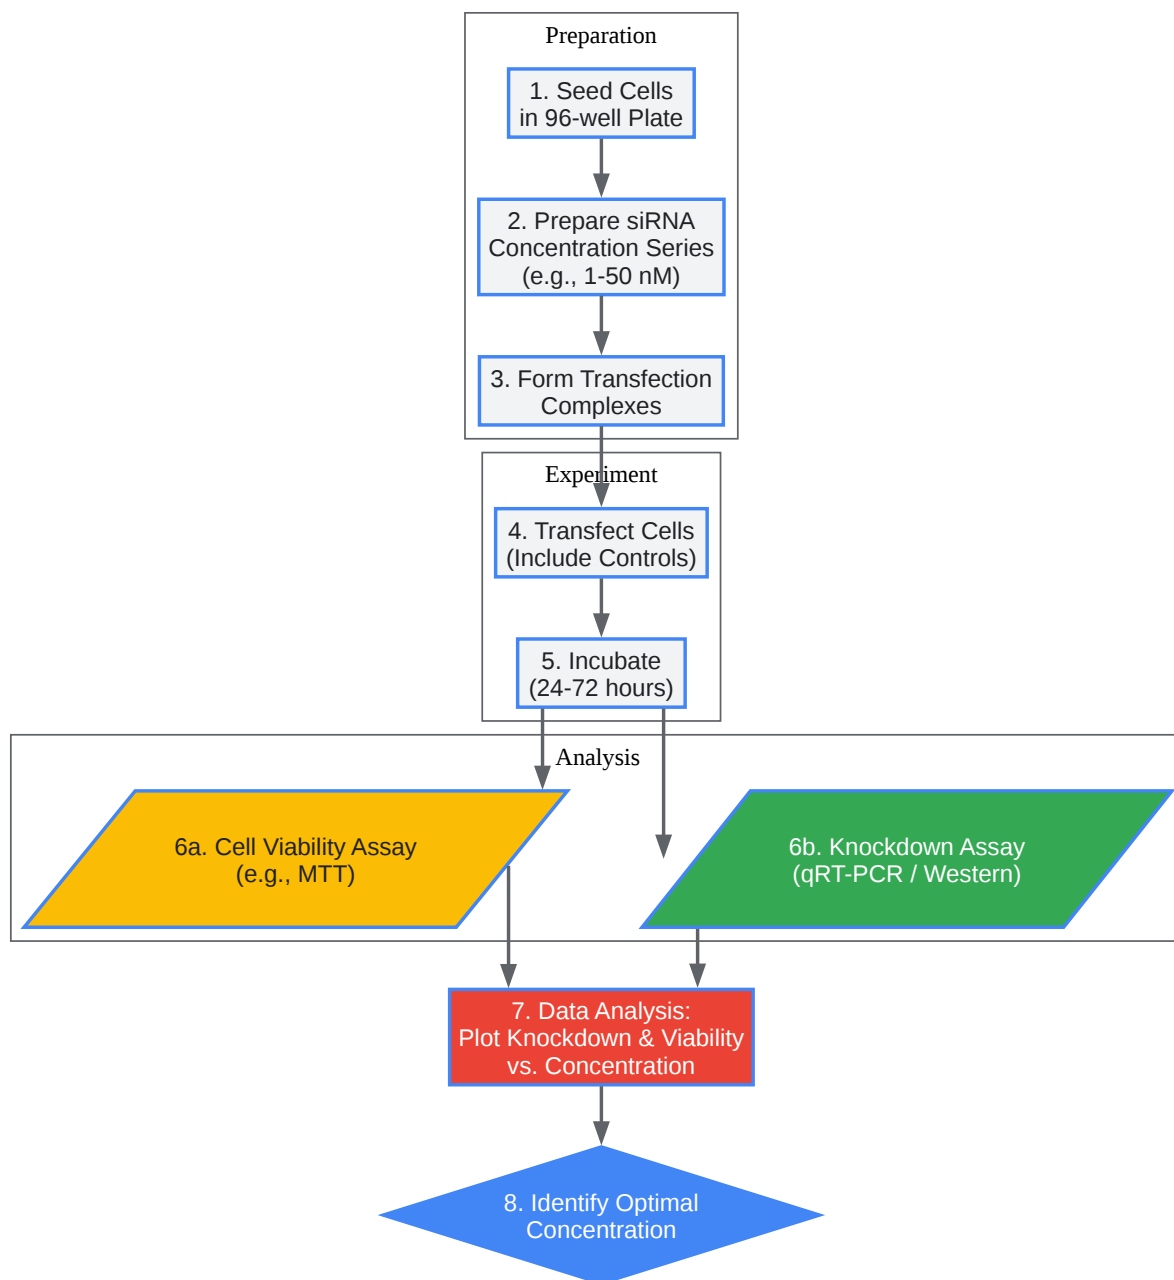 Preparation
1. Seed Cells
in 96-well Plate
2. Prepare siRNA
Concentration Series
(e.g., 1-50 nM)
3. Form Transfection
Complexes
Experiment
4. Transfect Cells
(Include Controls)
5. Incubate
(24-72 hours)
Analysis
6a. Cell Viability Assay
(e.g., MTT)
6b. Knockdown Assay
(qRT-PCR / Western)
7. Data Analysis:
Plot Knockdown & Viability
vs. Concentration
8. Identify Optimal
Concentration